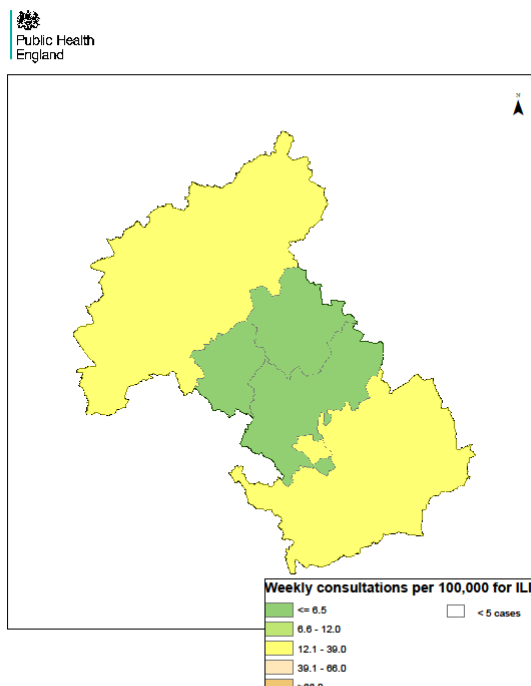 Public Health
England
N
Weekly consultations per 100,000 for ILI
<= 6.5
< 5 cases
6.6 - 12.0
12.1 - 39.0
39.1 - 66.0